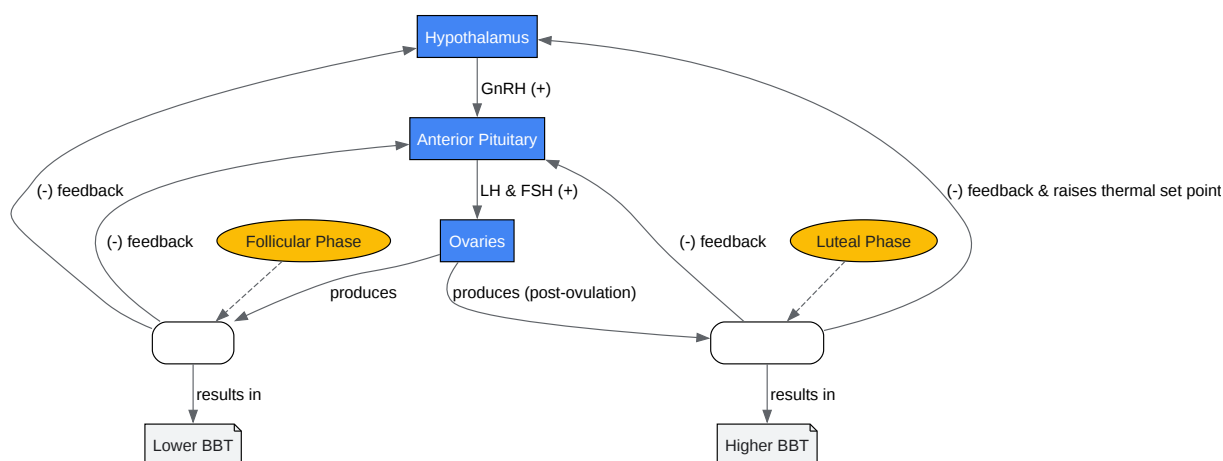 Hypothalamus
GnRH (+)
Anterior Pituitary
(-) feedback
LH & FSH (+)
(-) feedback & raises thermal set point
(-) feedback
Follicular Phase
Ovaries
(-) feedback
Luteal Phase
produces
produces (post-ovulation)
results in
results in
Lower BBT
Higher BBT